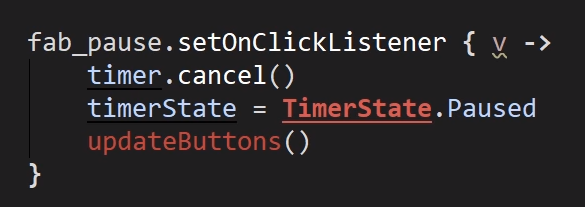 fab_pause.setOnClickListener { v ->
    timer.cancel()
    timerState = TimerState.Paused
    updateButtons()
}